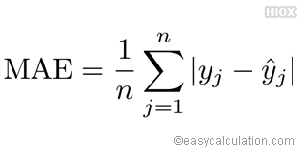 HIOX
MAE = \frac{1}{n} \sum_{j=1}^{n} |y_j - \hat{y}_j|
©easycalculation.com